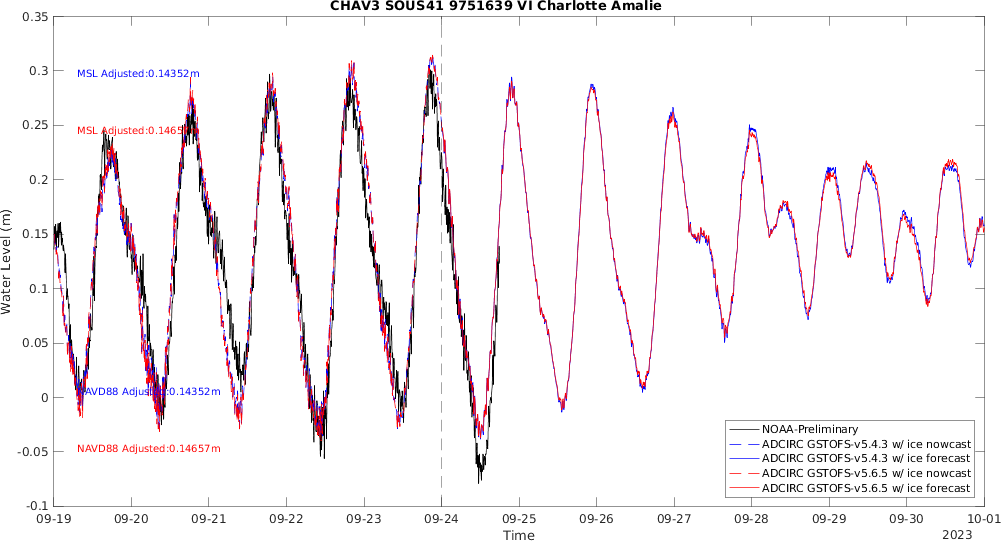 CHAV3 SOUS41 9751639 VI Charlotte Amalie
0.35
0.3
0.25
0.2
0.15
0.1
0.05
0
-0.05
-0.1
Water Level (m)
MSL Adjusted:0.14352m
MSL Adjusted:0.1465
NAVD88 Adjusted:0.14352m
NAVD88 Adjusted:0.14657m
NOAA-Preliminary
ADCIRC GSTOFS-v5.4.3 w/ ice nowcast
ADCIRC GSTOFS-v5.4.3 w/ ice forecast
ADCIRC GSTOFS-v5.6.5 w/ ice nowcast
ADCIRC GSTOFS-v5.6.5 w/ ice forecast
09-19 09-20 09-21 09-22 09-23 09-24 09-25 09-26 09-27 09-28 09-29 09-30 10-01
Time
2023